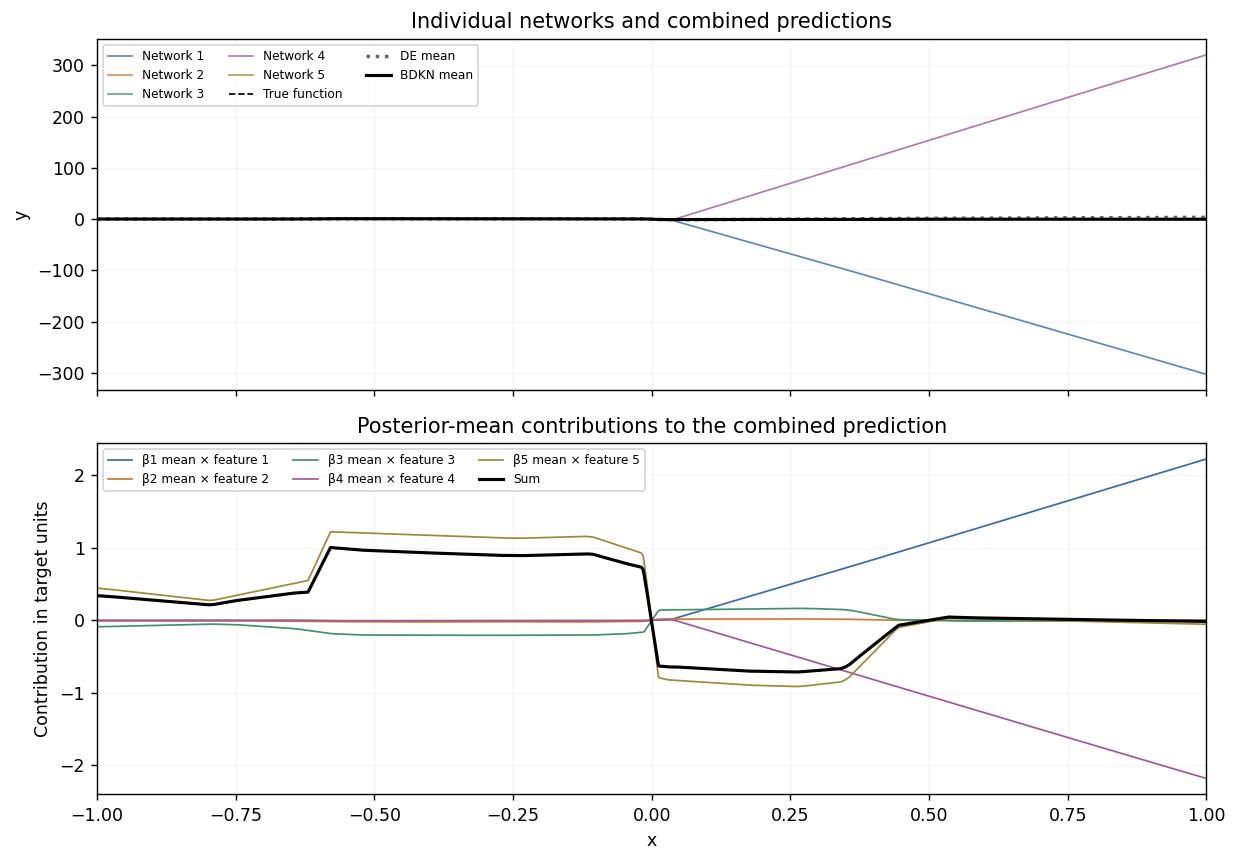 Individual networks and combined predictions
Network 1
Network 2
Network 3
Network 4
Network 5
True function
DE mean
BDKN mean
300
200
100
0
−100
−200
−300
y
Posterior-mean contributions to the combined prediction
β1 mean × feature 1
β2 mean × feature 2
β3 mean × feature 3
β4 mean × feature 4
β5 mean × feature 5
Sum
2
1
0
−1
−2
Contribution in target units
−1.00 −0.75 −0.50 −0.25 0.00 0.25 0.50 0.75 1.00
x